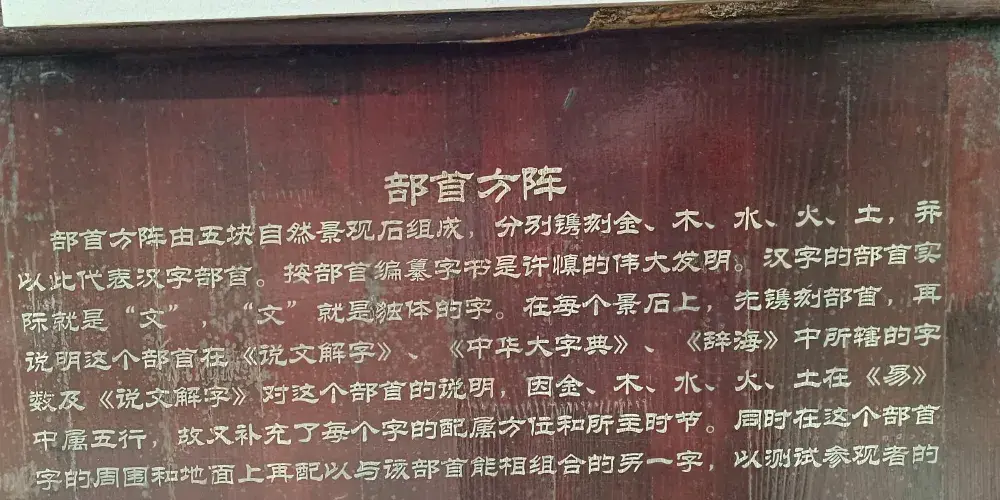 部首方阵
部首方阵由五块自然景观石组成，分别镌刻金、木、水、火、土，并
以此代表汉字部首。按部首编纂字书是许慎的伟大发明。汉字的部首实
际就是“文”，“文”就是独体的字。在每个景石上，先镌刻部首，再
说明这个部首在《说文解字》、《中华大字典》、《辞海》中所辖的字
数及《说文解字》对这个部首的说明，因金、木、水、火、土在《易》
中属五行，故又补充了每个字的配属方位和所主时节。同时在这个部首
字的周围和地面上再配以与该部首能相组合的另一字，以测试参观者的